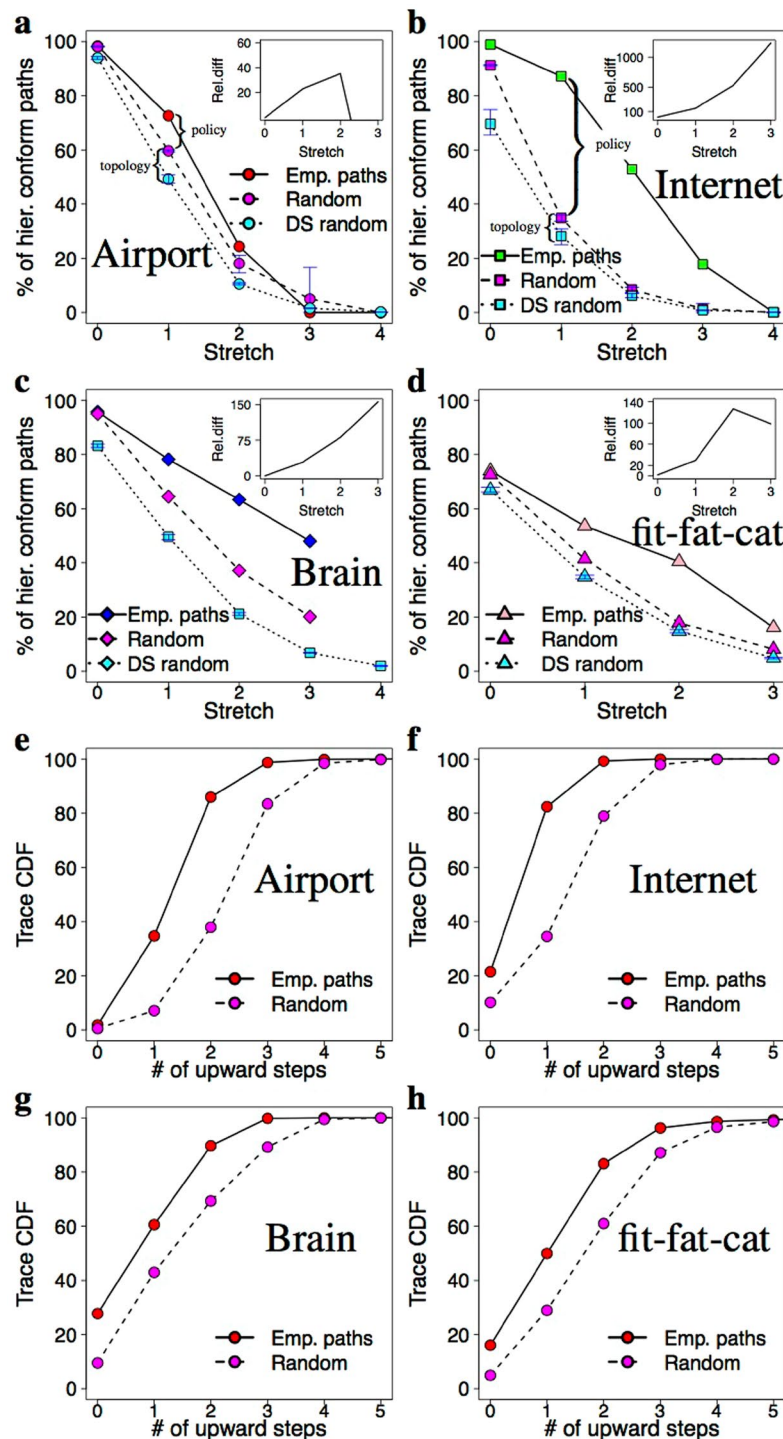 a
% of hier. conform paths
100
80
60
40
20
0
Rel.diff
60
40
20
0
1
2
3
Stretch
policy
topology
Emp. paths
Random
DS random
Airport
0
1
2
3
4
Stretch
b
% of hier. conform paths
100
80
60
40
20
0
Rel.diff
1000
500
100
0
1
2
3
Stretch
policy
Internet
topology
Emp. paths
Random
DS random
0
1
2
3
4
Stretch
c
% of hier. conform paths
100
80
60
40
20
0
Rel.diff
150
75
0
0
1
2
3
Stretch
Brain
Emp. paths
Random
DS random
0
1
2
3
4
Stretch
d
% of hier. conform paths
100
80
60
40
20
0
Rel.diff
140
100
60
20
0
0
1
2
3
Stretch
fit-fat-cat
Emp. paths
Random
DS random
0
1
2
3
Stretch
e
Trace CDF
100
80
60
40
20
0
Airport
Emp. paths
Random
0
1
2
3
4
5
# of upward steps
f
Trace CDF
100
80
60
40
20
0
Internet
Emp. paths
Random
0
1
2
3
4
5
# of upward steps
g
Trace CDF
100
80
60
40
20
0
Brain
Emp. paths
Random
0
1
2
3
4
5
# of upward steps
h
Trace CDF
100
80
60
40
20
0
fit-fat-cat
Emp. paths
Random
0
1
2
3
4
5
# of upward steps